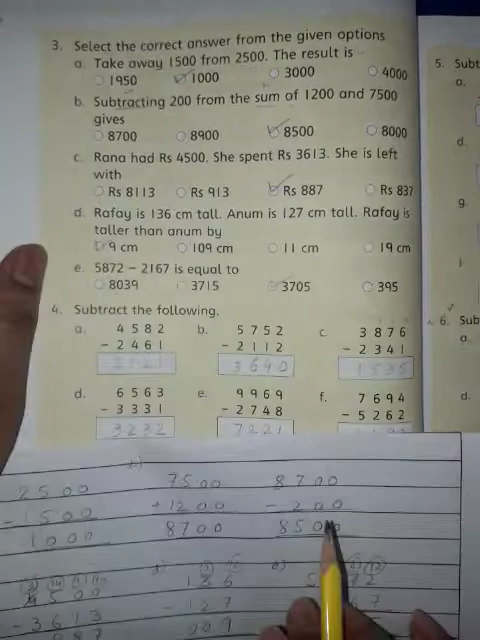 3. Select the correct answer from the given options
a. Take away 1500 from 2500. The result is
1950 1000 3000 4000
b. Subtracting 200 from the sum of 1200 and 7500
gives
8700 8900 8500 8000
c. Rana had Rs 4500. She spent Rs 3613. She is left
with
Rs 8113 Rs 913 Rs 887 Rs 837
d. Rafay is 136 cm tall. Anum is 127 cm tall. Rafay is
taller than anum by
9 cm 109 cm 11 cm 19 cm
e. 5872 – 2167 is equal to
8039 3715 3705 395
4. Subtract the following.
a. 4582 b. 5752 c. 3876
– 2461 – 2112 – 2341
2121 3640 1535
d. 6563 e. 9969 f. 7694
– 3331 – 2748 – 5262
3232 7221
5. Subt
a.
d.
g.
6. Sub
a.
d.
2500 7500 8700
– 1500 + 1200 – 200
1000 8700 8500
d)
– 3613 – 127
009